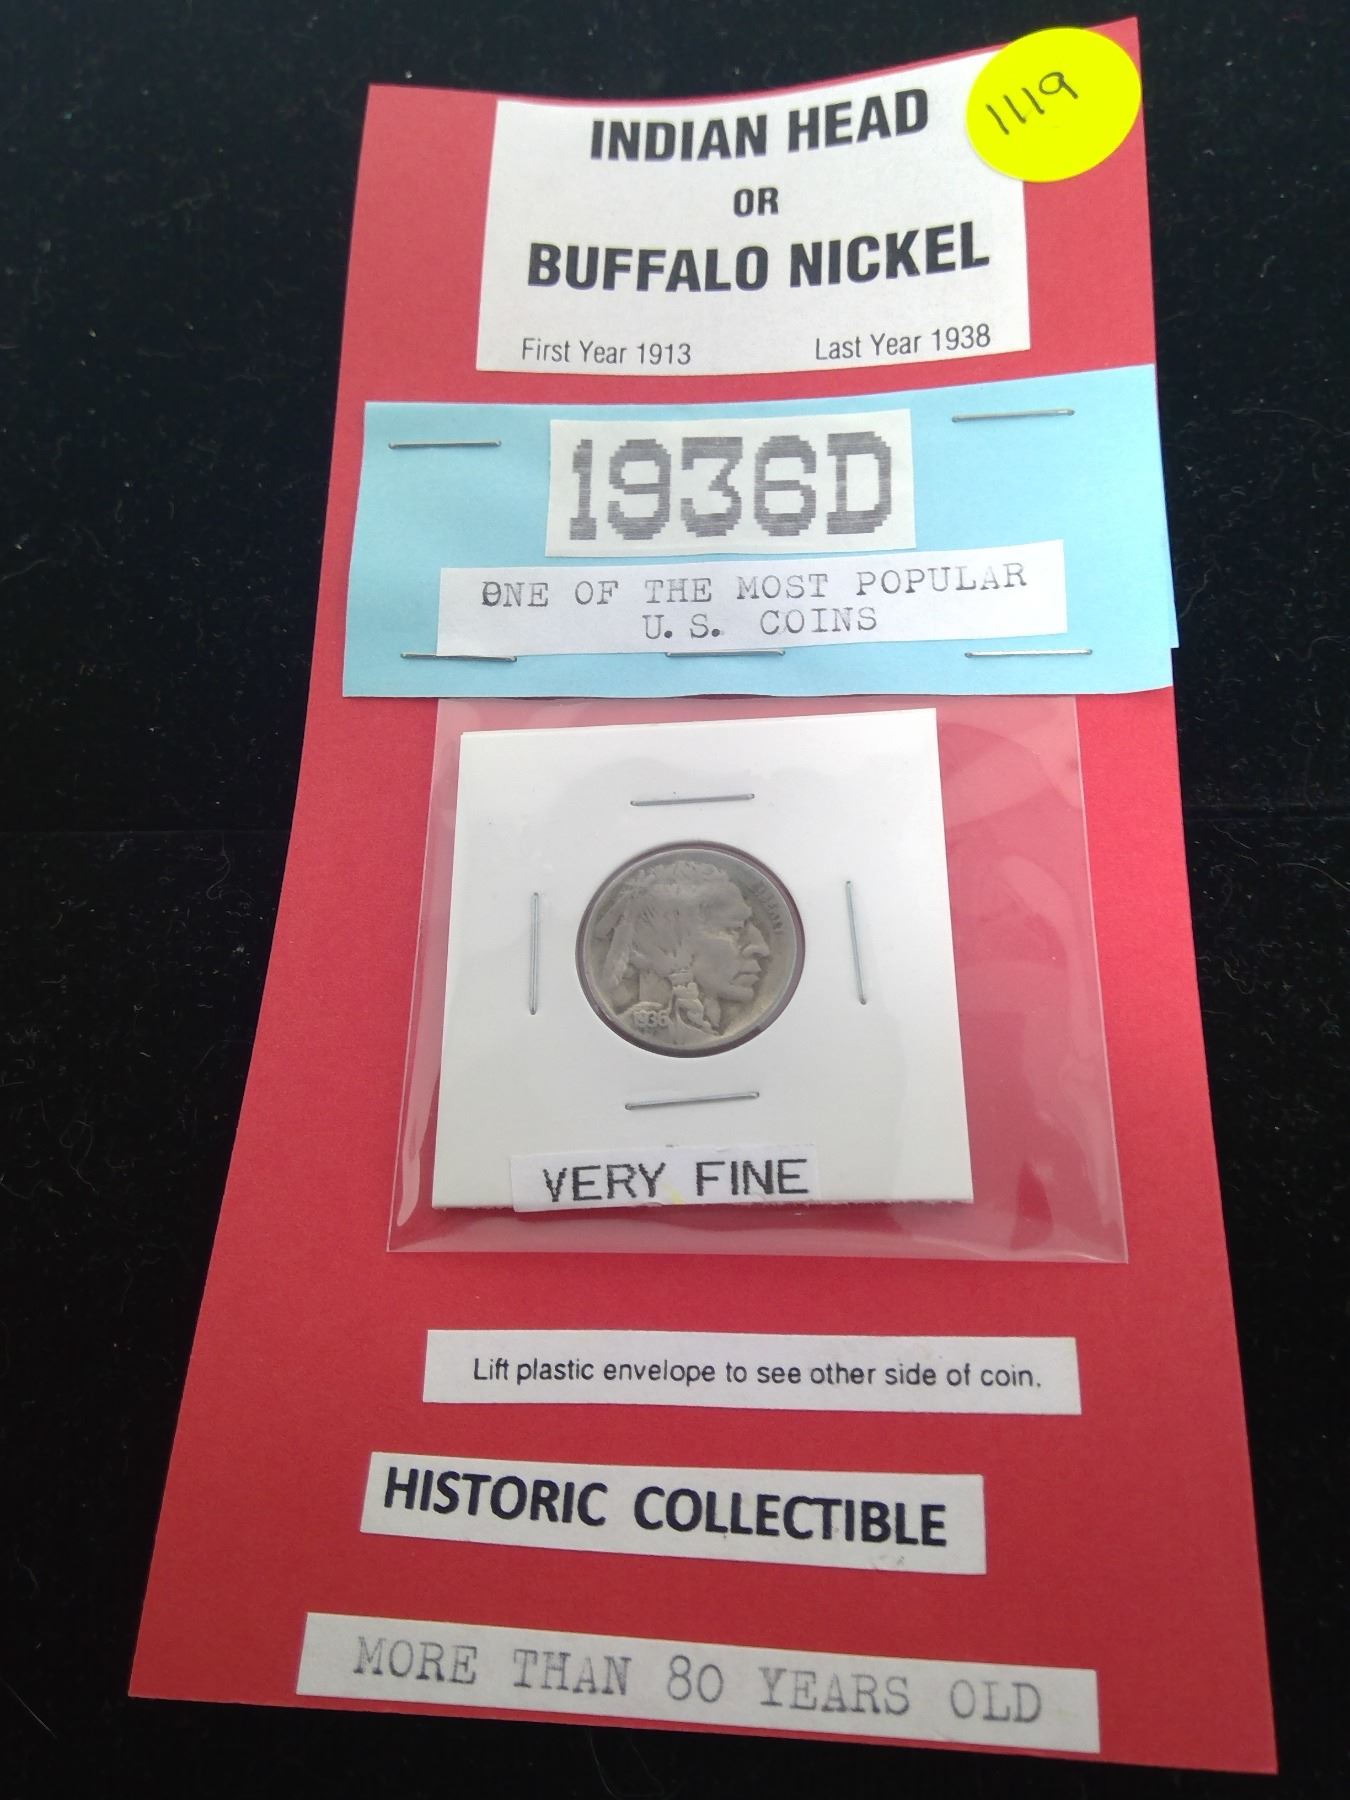 1119
INDIAN HEAD
OR
BUFFALO NICKEL
First Year 1913 Last Year 1938
1936D
ONE OF THE MOST POPULAR
U.S. COINS
1936
VERY FINE
Lift plastic envelope to see other side of coin.
HISTORIC COLLECTIBLE
MORE THAN 80 YEARS OLD